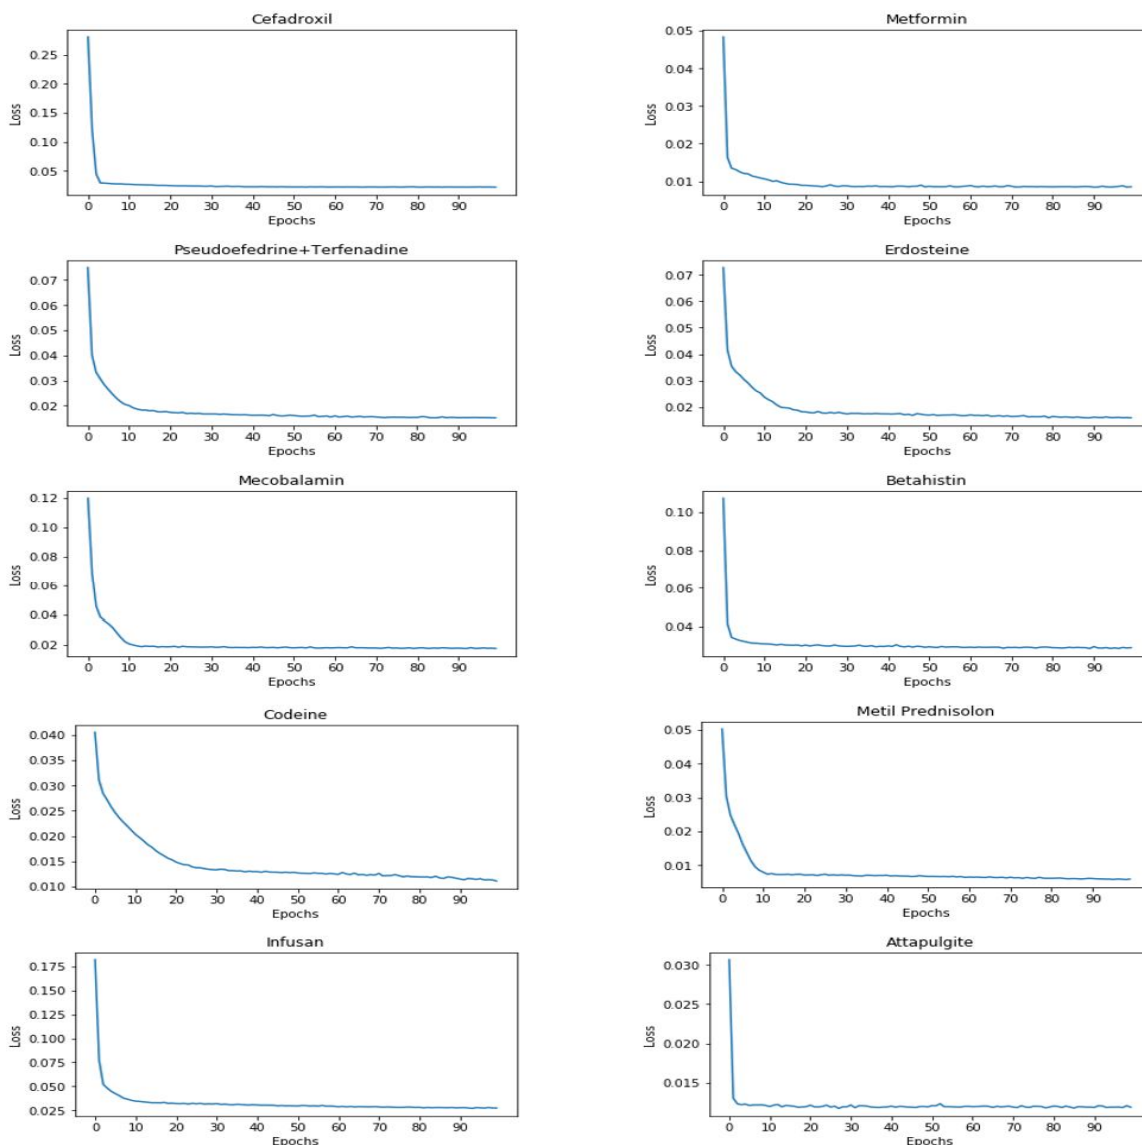 Cefadroxil
Loss
0.25
0.20
0.15
0.10
0.05
0 10 20 30 40 50 60 70 80 90
Epochs
Metformin
Loss
0.05
0.04
0.03
0.02
0.01
0 10 20 30 40 50 60 70 80 90
Epochs
Pseudoefedrine+Terfenadine
Loss
0.07
0.06
0.05
0.04
0.03
0.02
0 10 20 30 40 50 60 70 80 90
Epochs
Erdosteine
Loss
0.07
0.06
0.05
0.04
0.03
0.02
0 10 20 30 40 50 60 70 80 90
Epochs
Mecobalamin
Loss
0.12
0.10
0.08
0.06
0.04
0.02
0 10 20 30 40 50 60 70 80 90
Epochs
Betahistin
Loss
0.10
0.08
0.06
0.04
0 10 20 30 40 50 60 70 80 90
Epochs
Codeine
Loss
0.040
0.035
0.030
0.025
0.020
0.015
0.010
0 10 20 30 40 50 60 70 80 90
Epochs
Metil Prednisolon
Loss
0.05
0.04
0.03
0.02
0.01
0 10 20 30 40 50 60 70 80 90
Epochs
Infusan
Loss
0.175
0.150
0.125
0.100
0.075
0.050
0.025
0 10 20 30 40 50 60 70 80 90
Epochs
Attapulgite
Loss
0.030
0.025
0.020
0.015
0 10 20 30 40 50 60 70 80 90
Epochs